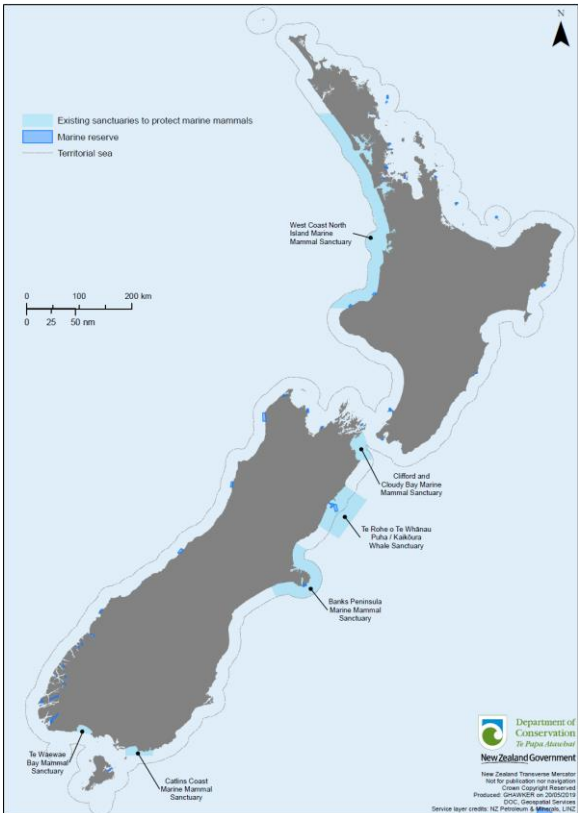 N
Existing sanctuaries to protect marine mammals
Marine reserve
Territorial sea
West Coast North
Island Marine
Mammal Sanctuary
0 100 200 km
0 25 50 nm
Clifford and
Cloudy Bay Marine
Mammal Sanctuary
Te Rohe o Te Whānau
Puha / Kaikōura
Whale Sanctuary
Banks Peninsula
Marine Mammal
Sanctuary
Te Waewae
Bay Mammal
Sanctuary
Catlins Coast
Marine Mammal
Sanctuary
Department of
Conservation
Te Papa Atawhai
New Zealand Government
New Zealand Transverse Mercator
Not for publication nor navigation
Crown Copyright Reserved
Produced: GHAWKER on 20/05/2019
DOC, Geospatial Services
Service layer credits: NZ Petroleum & Minerals, LINZ